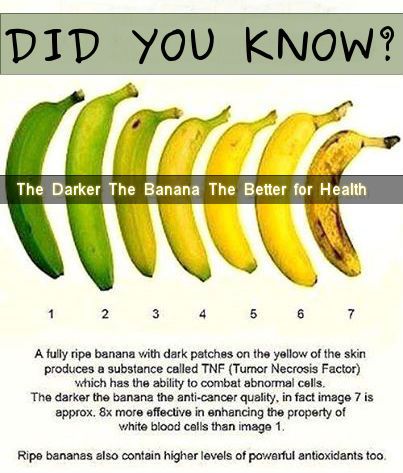 DID YOU KNOW?
The Darker The Banana The Better for Health
1 2 3 4 5 6 7
A fully ripe banana with dark patches on the yellow of the skin
produces a substance called TNF (Tumor Necrosis Factor)
which has the ability to combat abnormal cells.
The darker the banana the anti-cancer quality, in fact image 7 is
approx. 8x more effective in enhancing the property of
white blood cells than image 1.
Ripe bananas also contain higher levels of powerful antioxidants too.